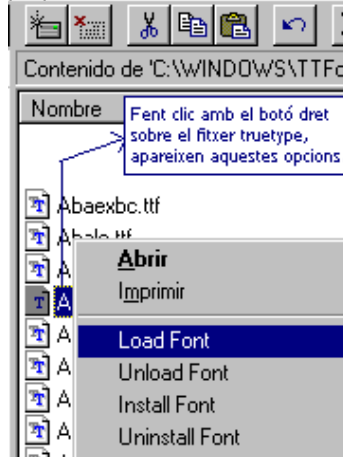 Contenido de 'C:\WINDOWS\TTFo
Nombre
Fent clic amb el botó dret
sobre el fitxer truetype,
apareixen aquestes opcions
Abaexbc.ttf
A
Abrir
A
Imprimir
A
Load Font
A
Unload Font
A
Install Font
A
Uninstall Font